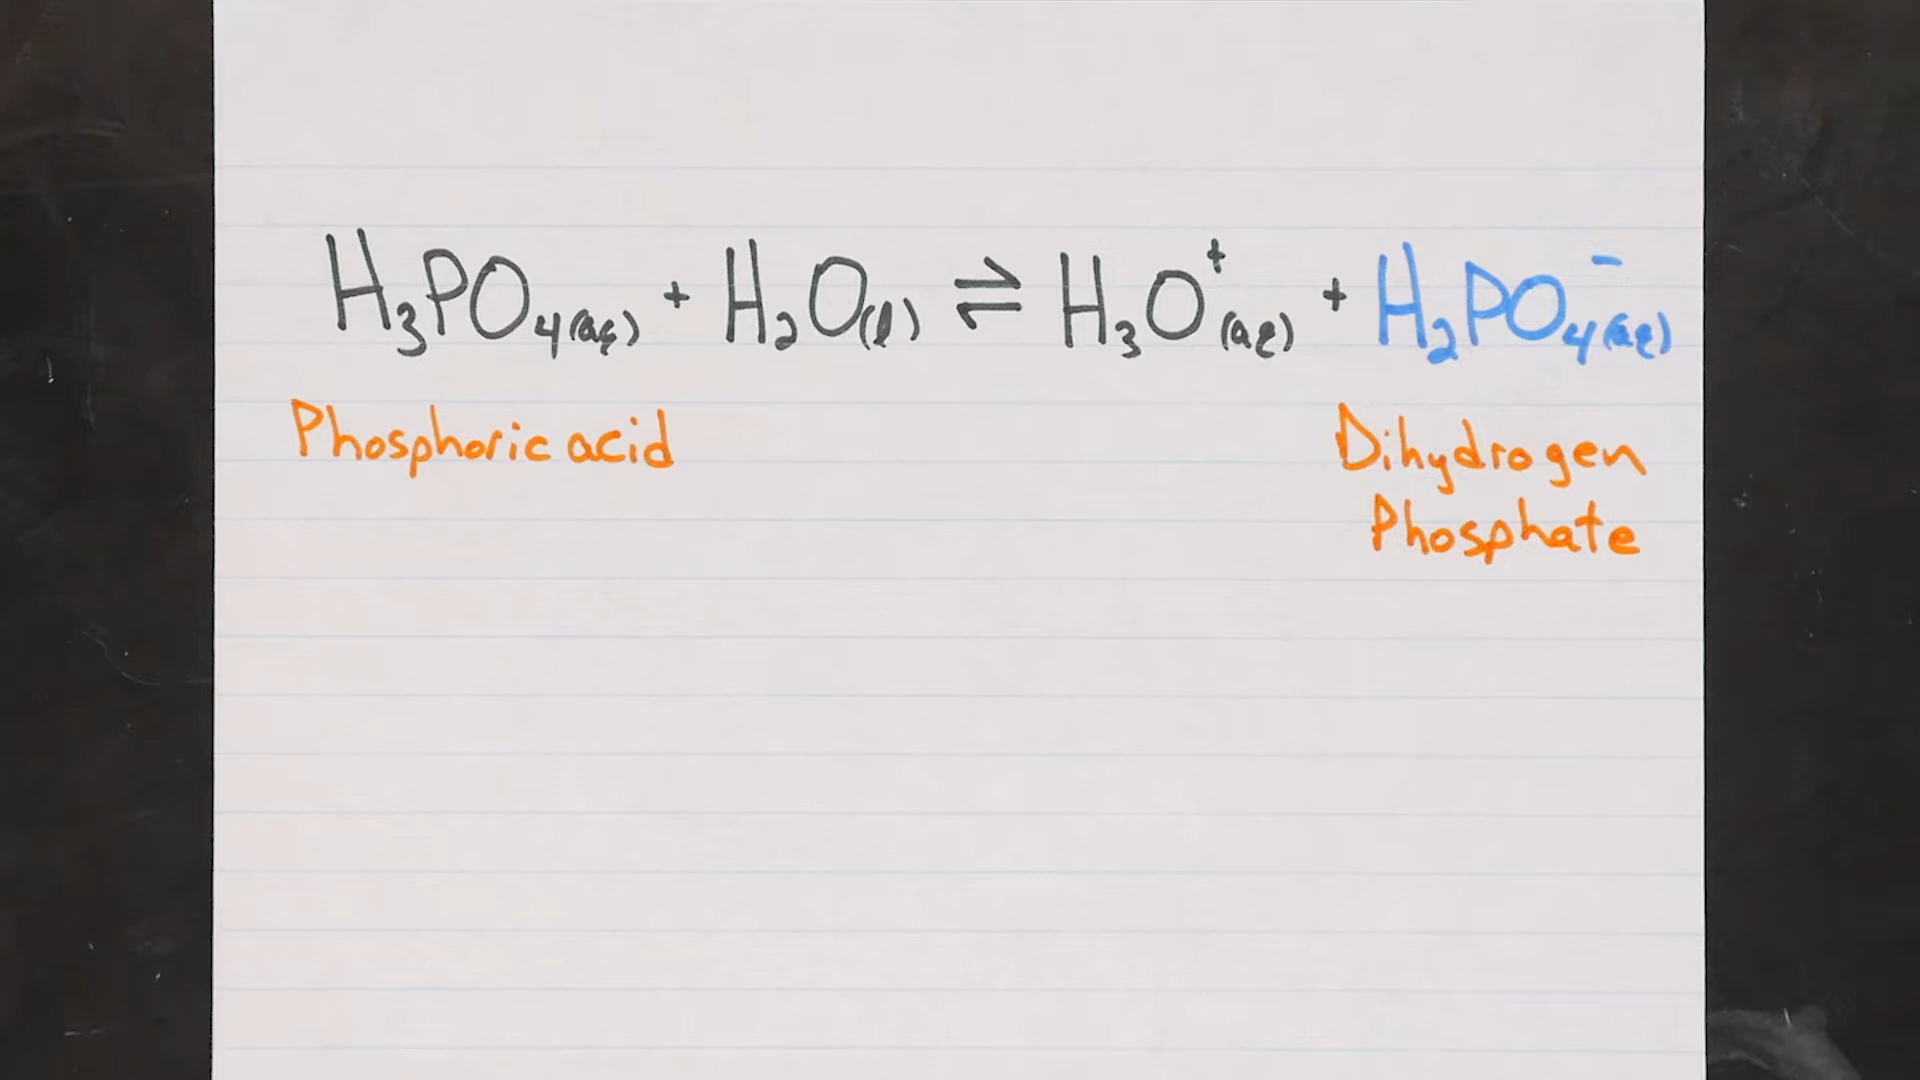 H₃PO₄(aq) + H₂O(l) ⇌ H₃O⁺(aq) + H₂PO₄⁻(aq)
Phosphoric acid
Dihydrogen
Phosphate